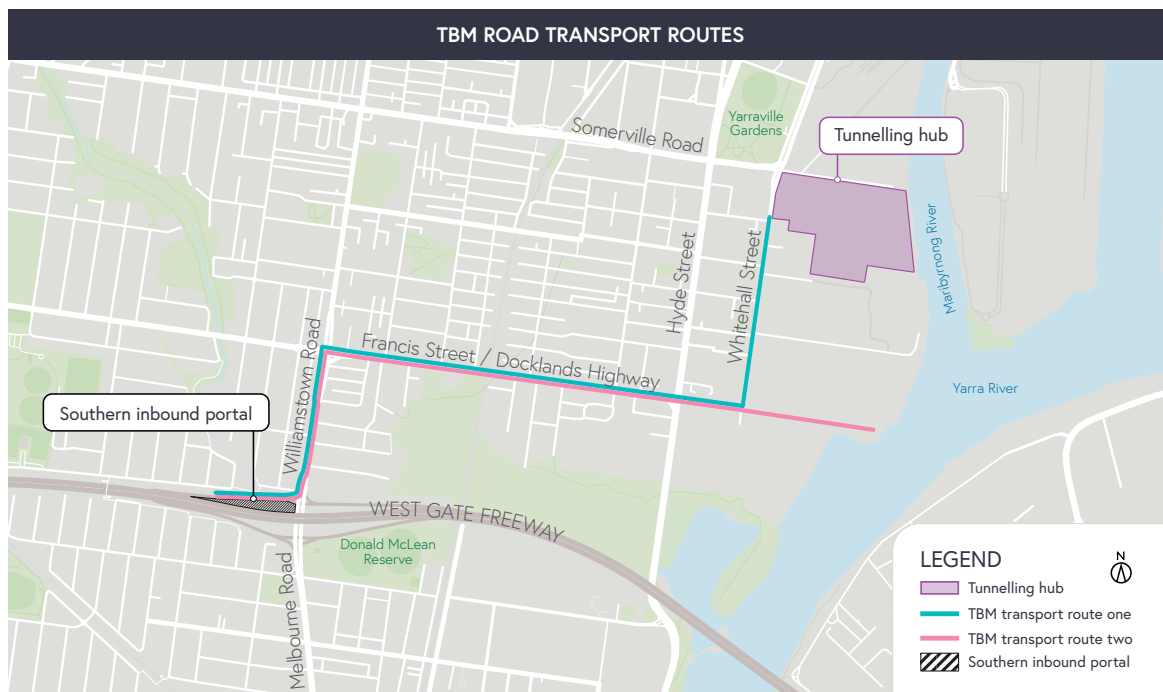 TBM ROAD TRANSPORT ROUTES
Somerville Road
Yarraville
Gardens
Tunnelling hub
Maribyrnong River
Hyde Street
Whitehall Street
Williamstown Road
Francis Street / Docklands Highway
Yarra River
Southern inbound portal
WEST GATE FREEWAY
Donald McLean
Reserve
Melbourne Road
LEGEND
N
Tunnelling hub
TBM transport route one
TBM transport route two
Southern inbound portal